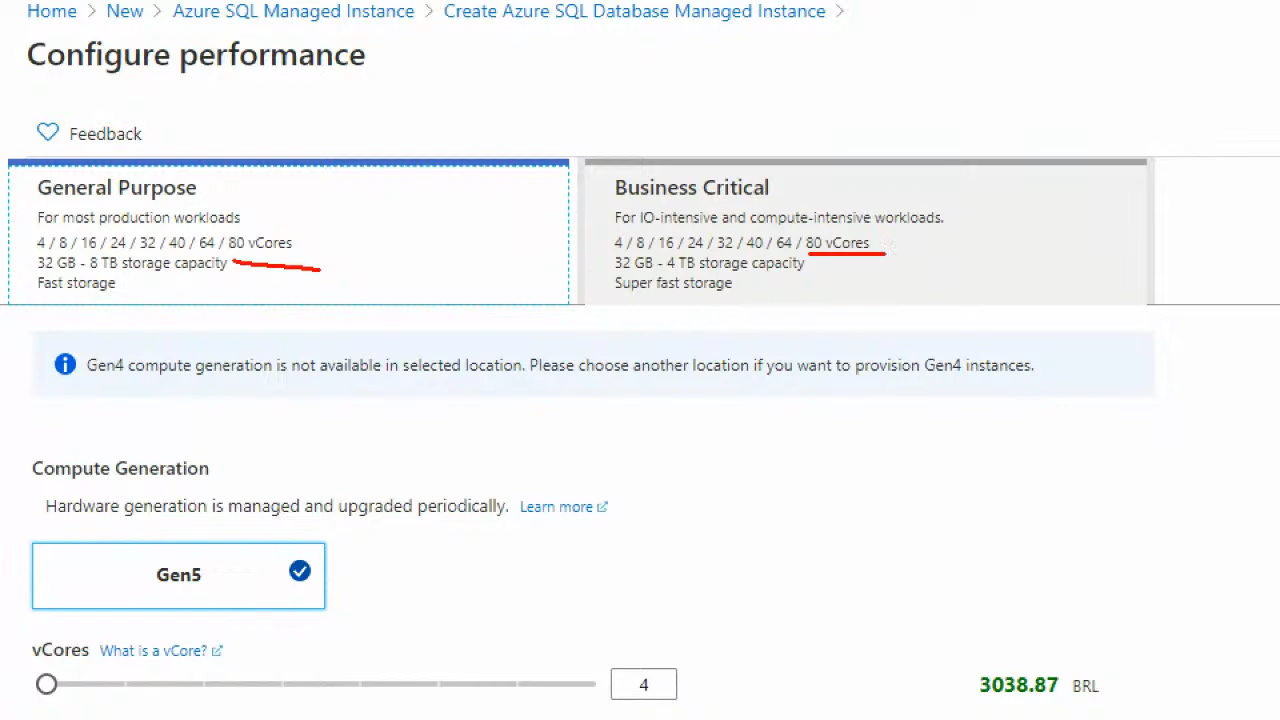 Home > New > Azure SQL Managed Instance > Create Azure SQL Database Managed Instance >
Configure performance
Feedback
General Purpose
For most production workloads
4 / 8 / 16 / 24 / 32 / 40 / 64 / 80 vCores
32 GB - 8 TB storage capacity
Fast storage
Business Critical
For IO-intensive and compute-intensive workloads.
4 / 8 / 16 / 24 / 32 / 40 / 64 / 80 vCores
32 GB - 4 TB storage capacity
Super fast storage
Gen4 compute generation is not available in selected location. Please choose another location if you want to provision Gen4 instances.
Compute Generation
Hardware generation is managed and upgraded periodically. Learn more
Gen5
vCores What is a vCore?
4
3038.87 BRL